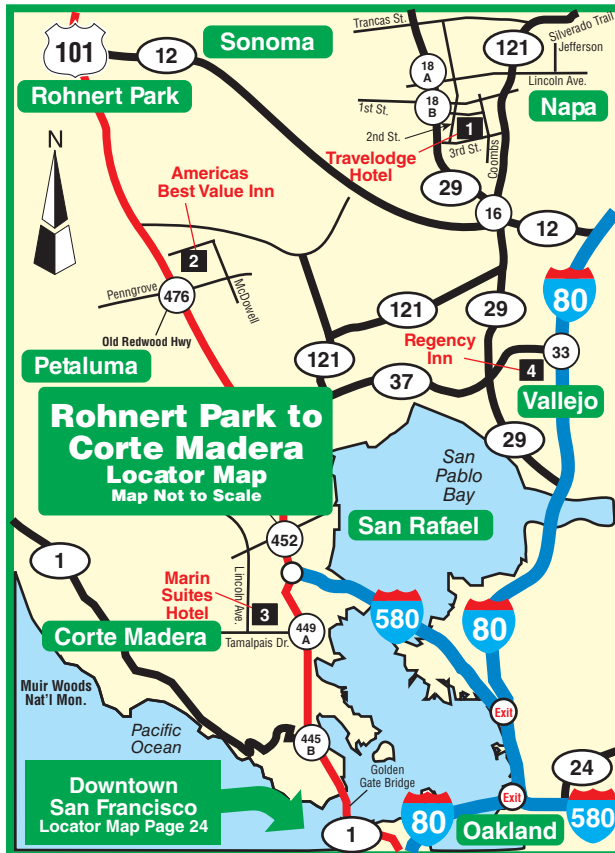 101
12
Sonoma
Rohnert Park
Trancas St.
Silverado Trail
121
Jefferson
18
A
Lincoln Ave.
18
B
1st St.
Napa
2nd St.
1
3rd St.
Coombs
Travelodge
Hotel
29
16
12
N
Americas
Best Value Inn
2
Penngrove
McDowell
476
Old Redwood Hwy
80
121
29
121
Regency
Inn
4
33
37
Petaluma
Vallejo
29
Rohnert Park to
Corte Madera
Locator Map
Map Not to Scale
San
Pablo
Bay
San Rafael
452
1
Lincoln Ave.
Marin
Suites
Hotel
3
580
80
449
A
Corte Madera
Tamalpais Dr.
Muir Woods
Nat'l Mon.
Pacific
Ocean
445
B
Exit
Golden
Gate Bridge
24
Downtown
San Francisco
Locator Map Page 24
Exit
1
80
Oakland
580